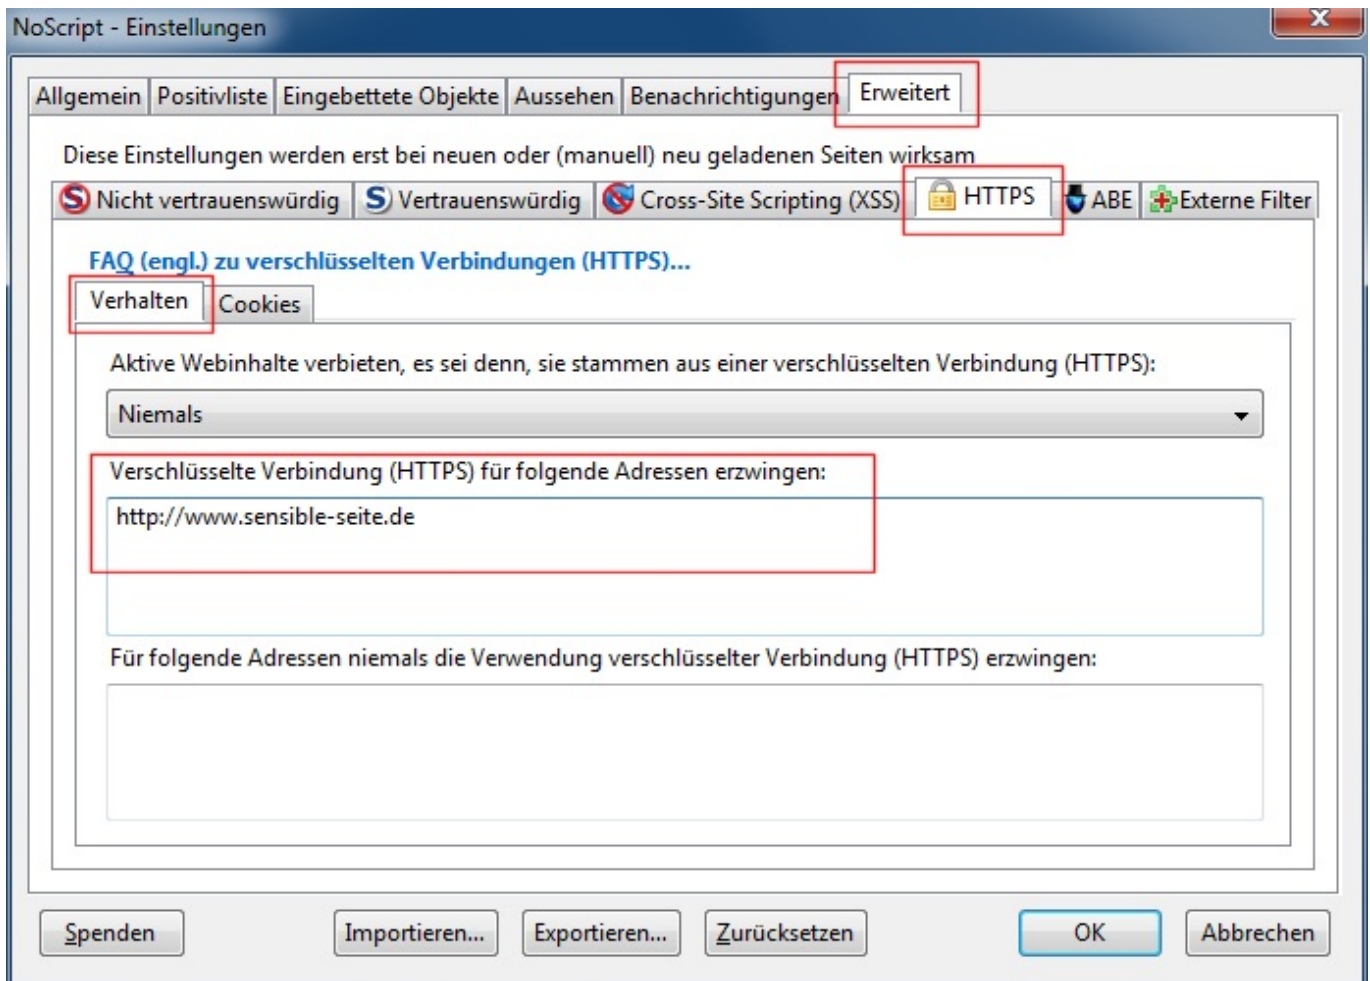 NoScript - Einstellungen
Allgemein Positivliste Eingebettete Objekte Aussehen Benachrichtigungen Erweitert
Diese Einstellungen werden erst bei neuen oder (manuell) neu geladenen Seiten wirksam
Nicht vertrauenswürdig Vertrauenswürdig Cross-Site Scripting (XSS) HTTPS ABE Externe Filter
FAQ (engl.) zu verschlüsselten Verbindungen (HTTPS)...
Verhalten Cookies
Aktive Webinhalte verbieten, es sei denn, sie stammen aus einer verschlüsselten Verbindung (HTTPS):
Niemals
Verschlüsselte Verbindung (HTTPS) für folgende Adressen erzwingen:
http://www.sensible-seite.de
Für folgende Adressen niemals die Verwendung verschlüsselter Verbindung (HTTPS) erzwingen:
Spenden Importieren... Exportieren... Zurücksetzen OK Abbrechen